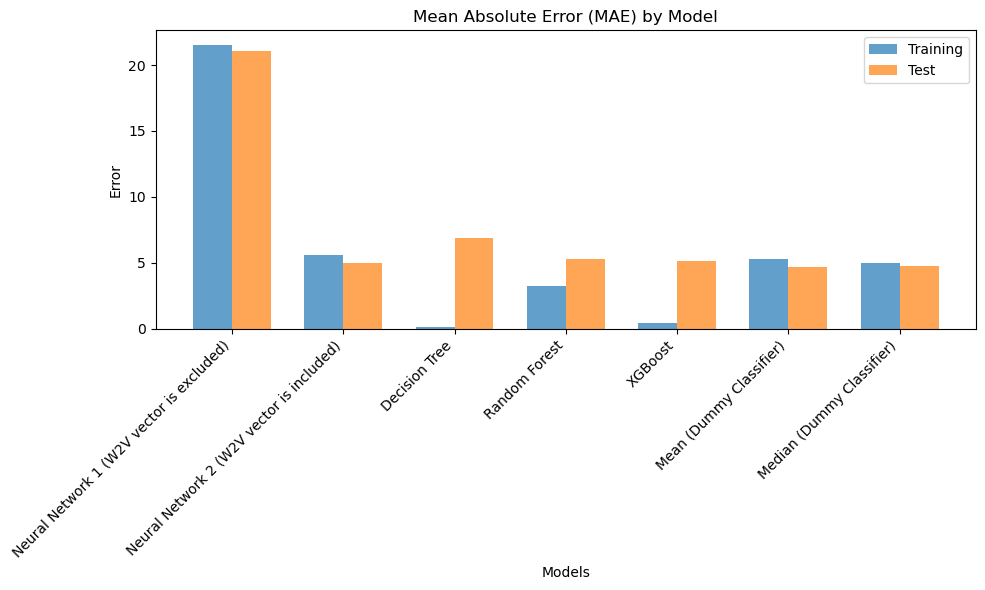 Mean Absolute Error (MAE) by Model
Training
Test
Error
20
15
10
5
0
Neural Network 1 (W2V vector is excluded)
Neural Network 2 (W2V vector is included)
Decision Tree
Random Forest
XGBoost
Mean (Dummy Classifier)
Median (Dummy Classifier)
Models